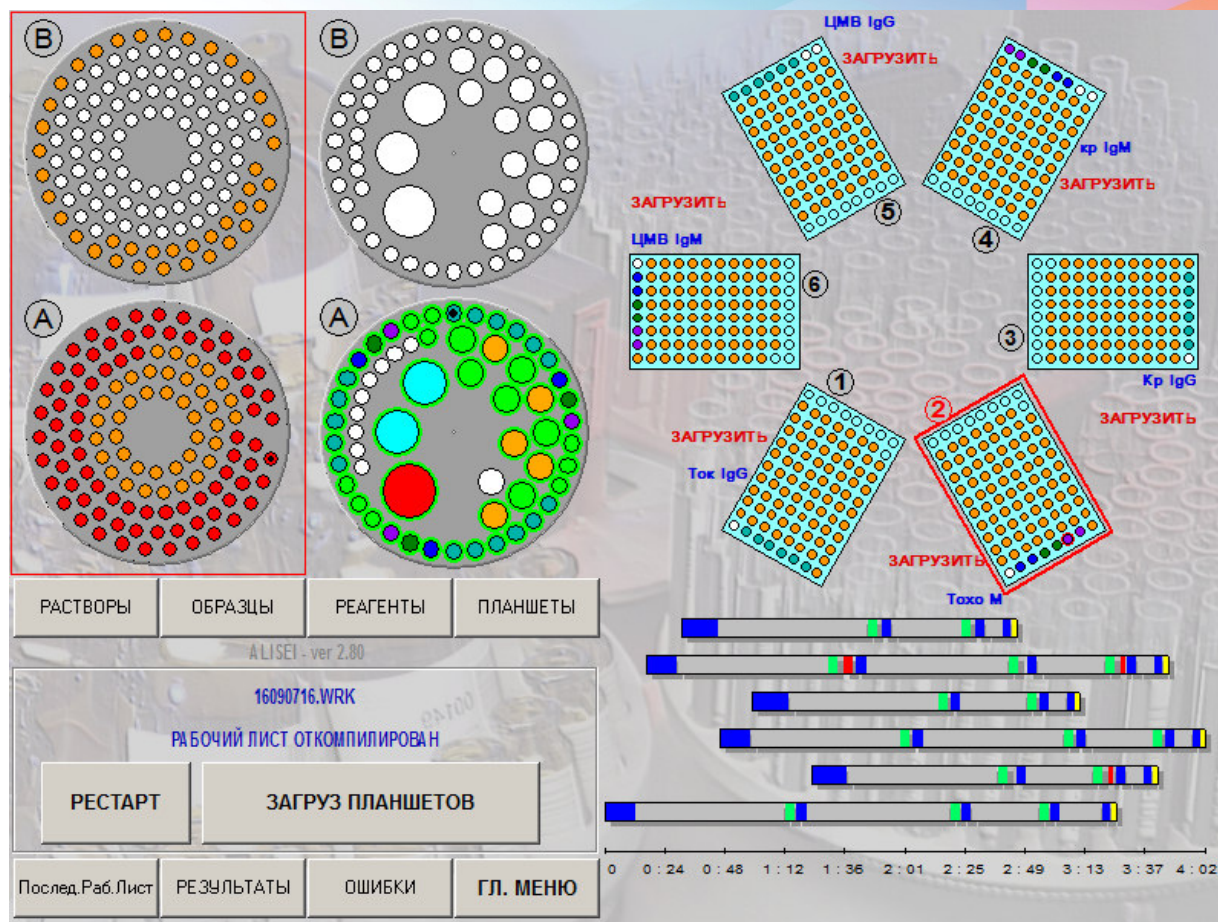 B
B
A
A
ЦМВ IgG
ЗАГРУЗИТЬ
5
кр IgM
ЗАГРУЗИТЬ
4
ЗАГРУЗИТЬ
ЦМВ IgM
6
3
Кр IgG
ЗАГРУЗИТЬ
1
ЗАГРУЗИТЬ
Ток IgG
2
ЗАГРУЗИТЬ
Тохо М
РАСТВОРЫ
ОБРАЗЦЫ
РЕАГЕНТЫ
ПЛАНШЕТЫ
ALISEI - ver 2.80
16090716.WRK
РАБОЧИЙ ЛИСТ ОТКОМПИЛИРОВАН
РЕСТАРТ
ЗАГРУЗ ПЛАНШЕТОВ
Послед.Раб.Лист
РЕЗУЛЬТАТЫ
ОШИБКИ
ГЛ. МЕНЮ
0 0:24 0:48 1:12 1:36 2:01 2:25 2:49 3:13 3:37 4:02